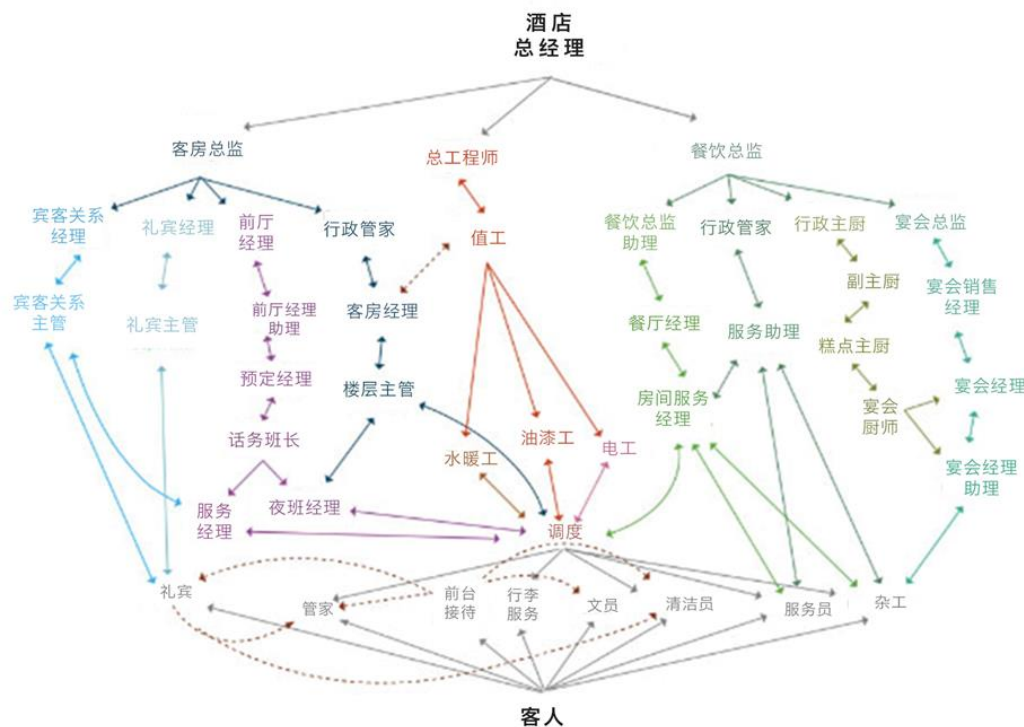 酒店
总经理
客房总监
总工程师
餐饮总监
宾客关系
经理
礼宾经理
前厅
经理
行政管家
值工
餐饮总监
助理
行政管家
行政主厨
宴会总监
宾客关系
主管
礼宾主管
前厅经理
助理
客房经理
餐厅经理
服务助理
副主厨
宴会销售
经理
糕点主厨
预定经理
楼层主管
房间服务
经理
宴会
厨师
宴会经理
话务班长
水暖工
油漆工
电工
宴会经理
助理
服务
经理
夜班经理
调度
礼宾
管家
前台
接待
行李
服务
文员
清洁员
服务员
杂工
客人